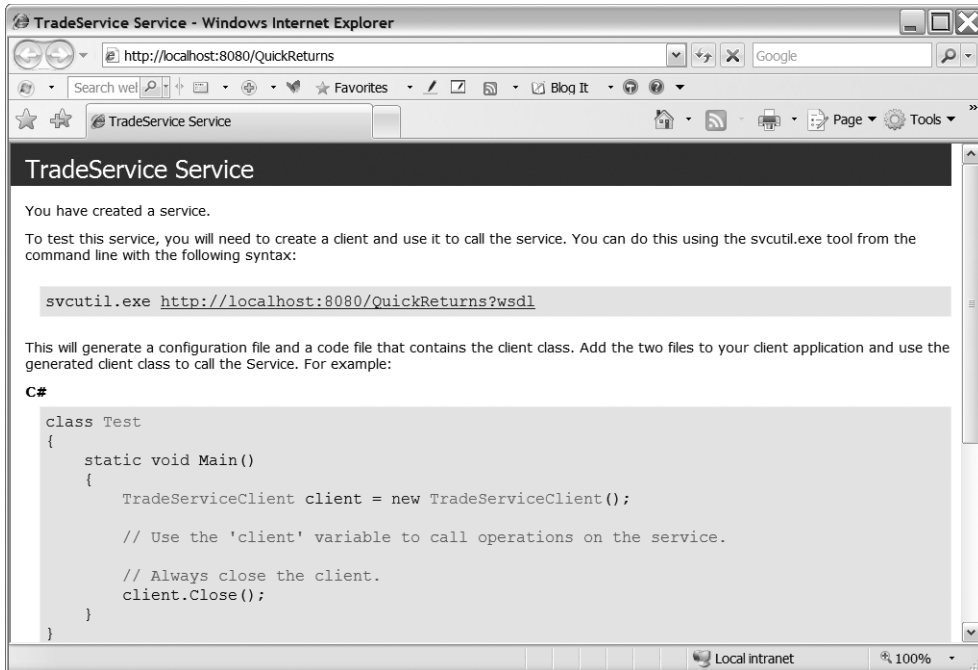 TradeService Service - Windows Internet Explorer
http://localhost:8080/QuickReturns
Google
Search wel
Favorites
Blog It
TradeService Service
Page
Tools
»
TradeService Service
You have created a service.
To test this service, you will need to create a client and use it to call the service. You can do this using the svcutil.exe tool from the
command line with the following syntax:
svcutil.exe http://localhost:8080/QuickReturns?wsdl
This will generate a configuration file and a code file that contains the client class. Add the two files to your client application and use the
generated client class to call the Service. For example:
C#
class Test
{
static void Main()
{
TradeServiceClient client = new TradeServiceClient();
// Use the 'client' variable to call operations on the service.
// Always close the client.
client.Close();
}
}
Local intranet
100%